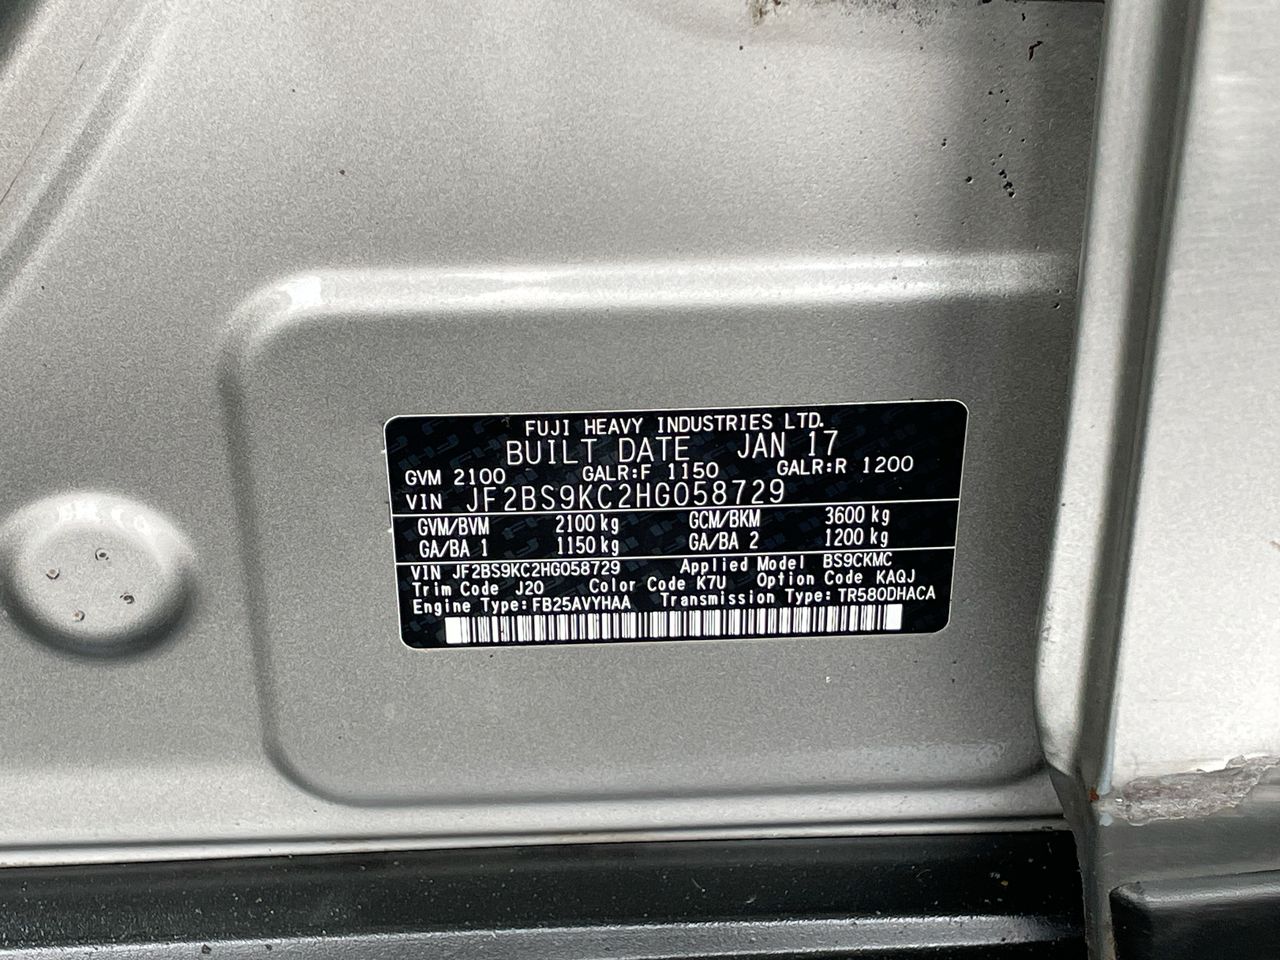 FUJI HEAVY INDUSTRIES LTD.
BUILT DATE JAN 17
GVM 2100 GALR:F 1150 GALR:R 1200
VIN JF2BS9KC2HG058729
GVM/BVM 2100 kg GCM/BKM 3600 kg
GA/BA 1 1150 kg GA/BA 2 1200 kg
VIN JF2BS9KC2HG058729 Applied Model BS9CKMC
Trim Code J20 Color Code K7U Option Code KAQJ
Engine Type: FB25AVYHAA Transmission Type: TR580DHACA